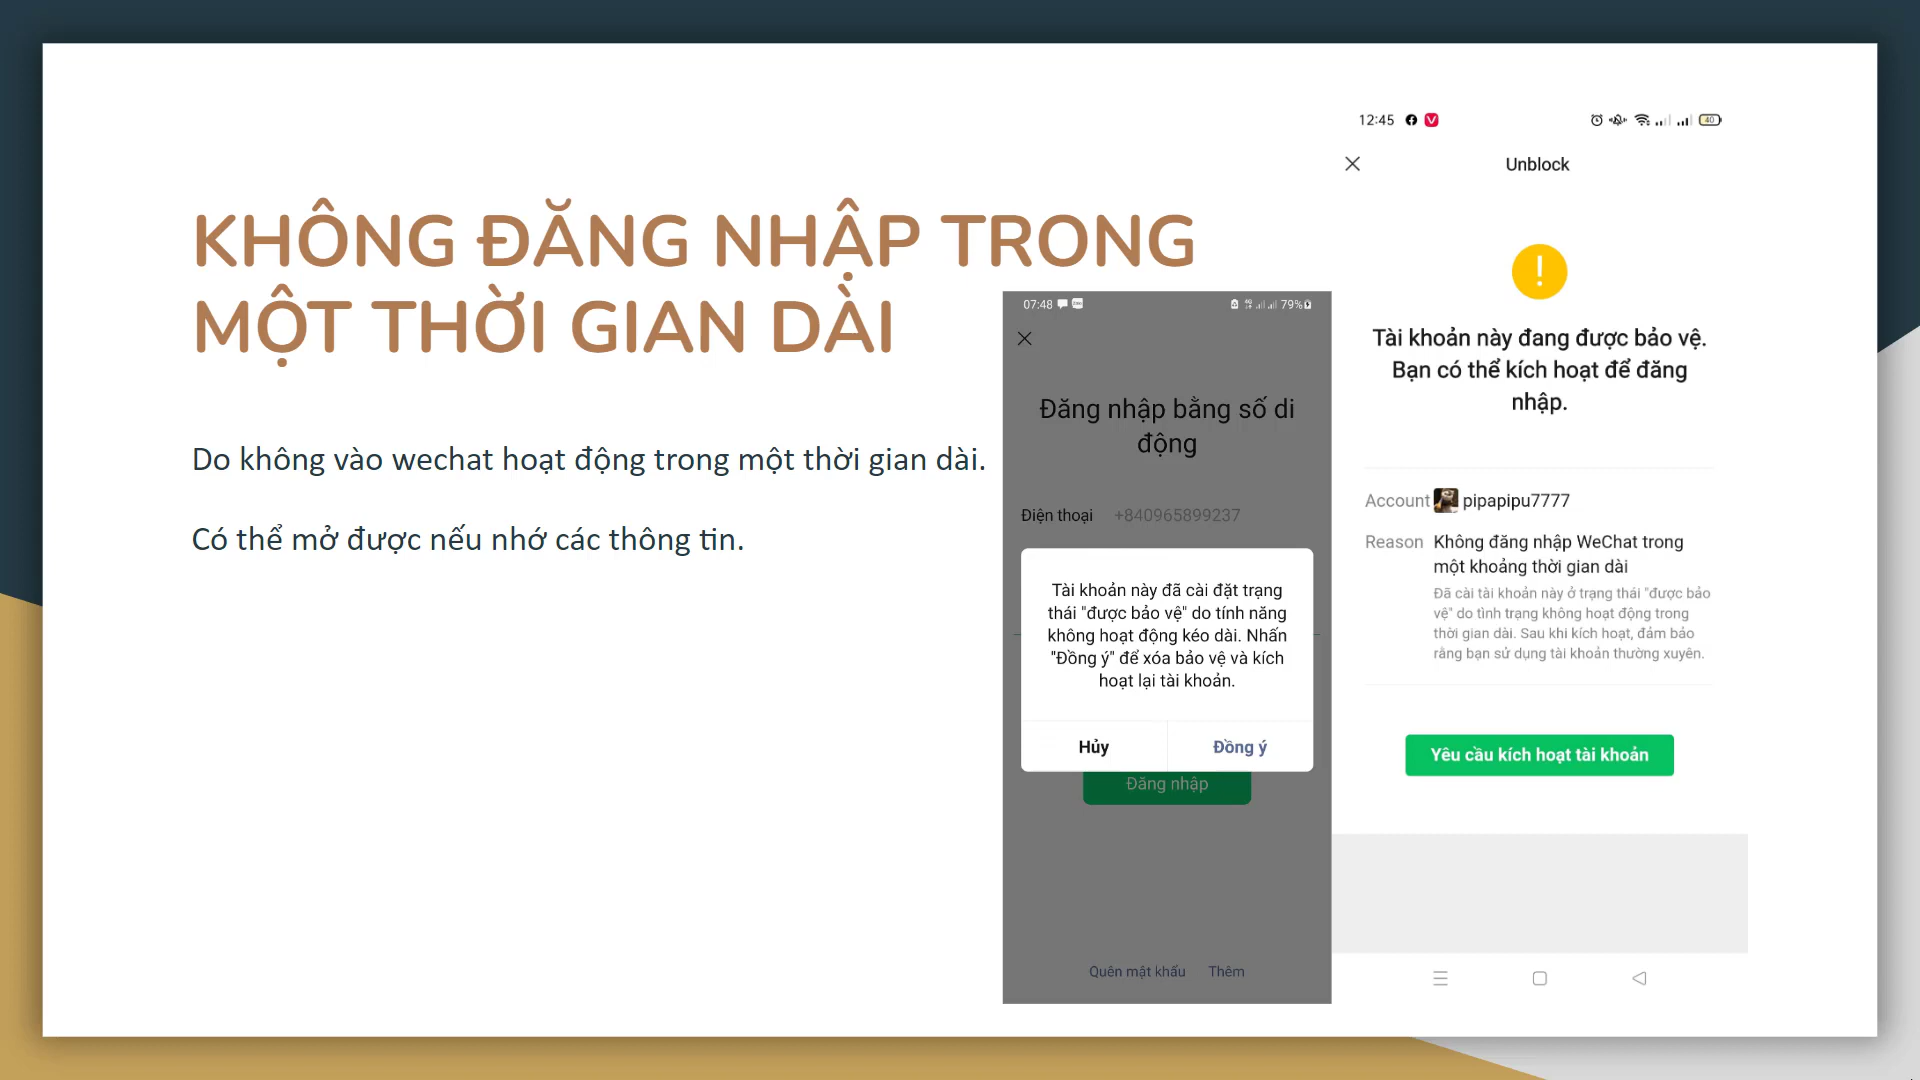 KHÔNG ĐĂNG NHẬP TRONG
MỘT THỜI GIAN DÀI
Do không vào wechat hoạt động trong một thời gian dài.
Có thể mở được nếu nhớ các thông tin.
07:48
79%
Đăng nhập bằng số di
động
Điện thoại +840965899237
Tài khoản này đã cài đặt trạng
thái "được bảo vệ" do tính năng
không hoạt động kéo dài. Nhấn
"Đồng ý" để xóa bảo vệ và kích
hoạt lại tài khoản.
Hủy Đồng ý
Đăng nhập
Quên mật khẩu Thêm
12:45
40
Unblock
Tài khoản này đang được bảo vệ.
Bạn có thể kích hoạt để đăng
nhập.
Account pipapipu7777
Reason Không đăng nhập WeChat trong
một khoảng thời gian dài
Đã cài tài khoản này ở trạng thái "được bảo
vệ" do tình trạng không hoạt động trong
thời gian dài. Sau khi kích hoạt, đảm bảo
rằng bạn sử dụng tài khoản thường xuyên.
Yêu cầu kích hoạt tài khoản